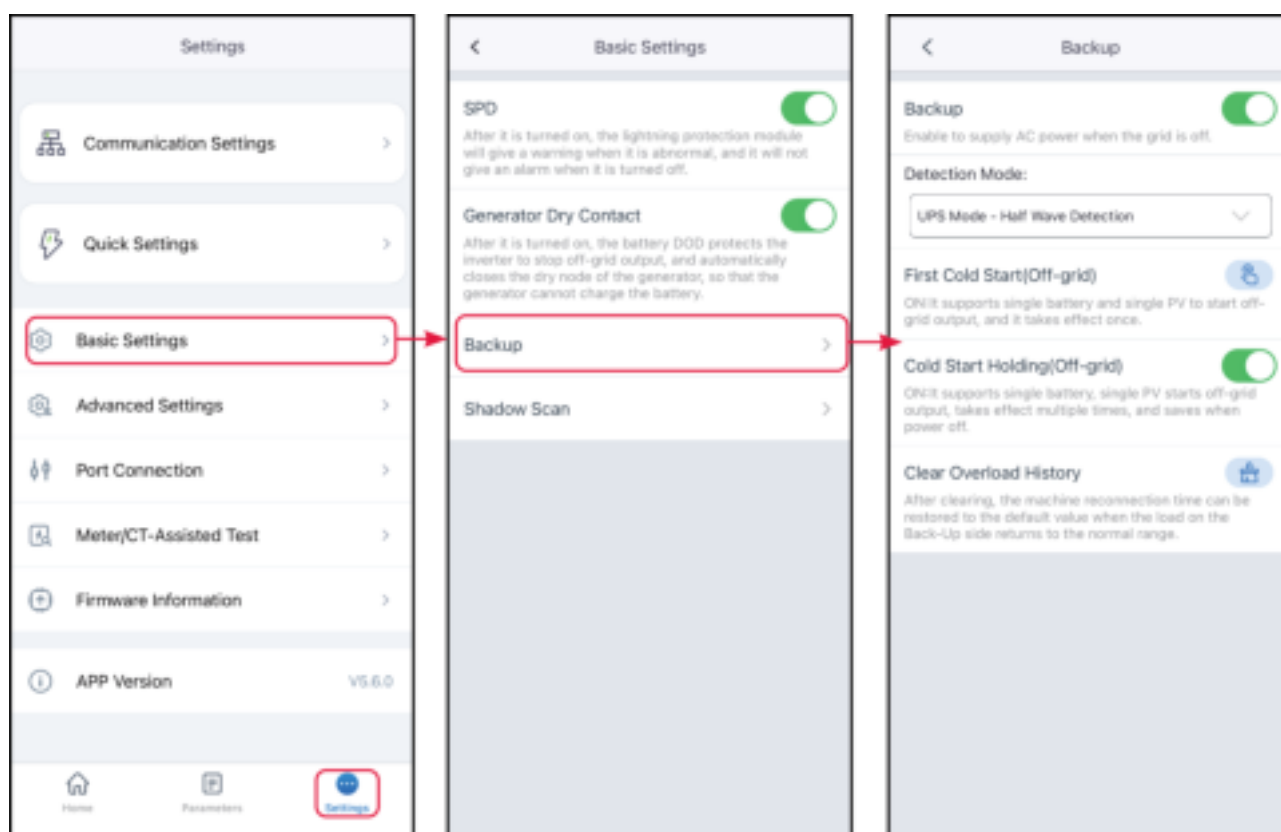 Settings
Communication Settings
Quick Settings
Basic Settings
Advanced Settings
Port Connection
Meter/CT-Assisted Test
Firmware Information
APP Version
V5.6.0
Home
Parameters
Settings
Basic Settings
SPD
After it is turned on, the lightning protection module
will give a warning when it is abnormal, and it will not
give an alarm when it is turned off.
Generator Dry Contact
After it is turned on, the battery DOD protects the
inverter to stop off-grid output, and automatically
closes the dry node of the generator, so that the
generator cannot charge the battery.
Backup
Shadow Scan
Backup
Backup
Enable to supply AC power when the grid is off.
Detection Mode:
UPS Mode - Half Wave Detection
First Cold Start(Off-grid)
ON:It supports single battery and single PV to start off-
grid output, and it takes effect once.
Cold Start Holding(Off-grid)
ON:It supports single battery, single PV starts off-grid
output, takes effect multiple times, and saves when
power off.
Clear Overload History
After clearing, the machine reconnection time can be
restored to the default value when the load on the
Back-Up side returns to the normal range.